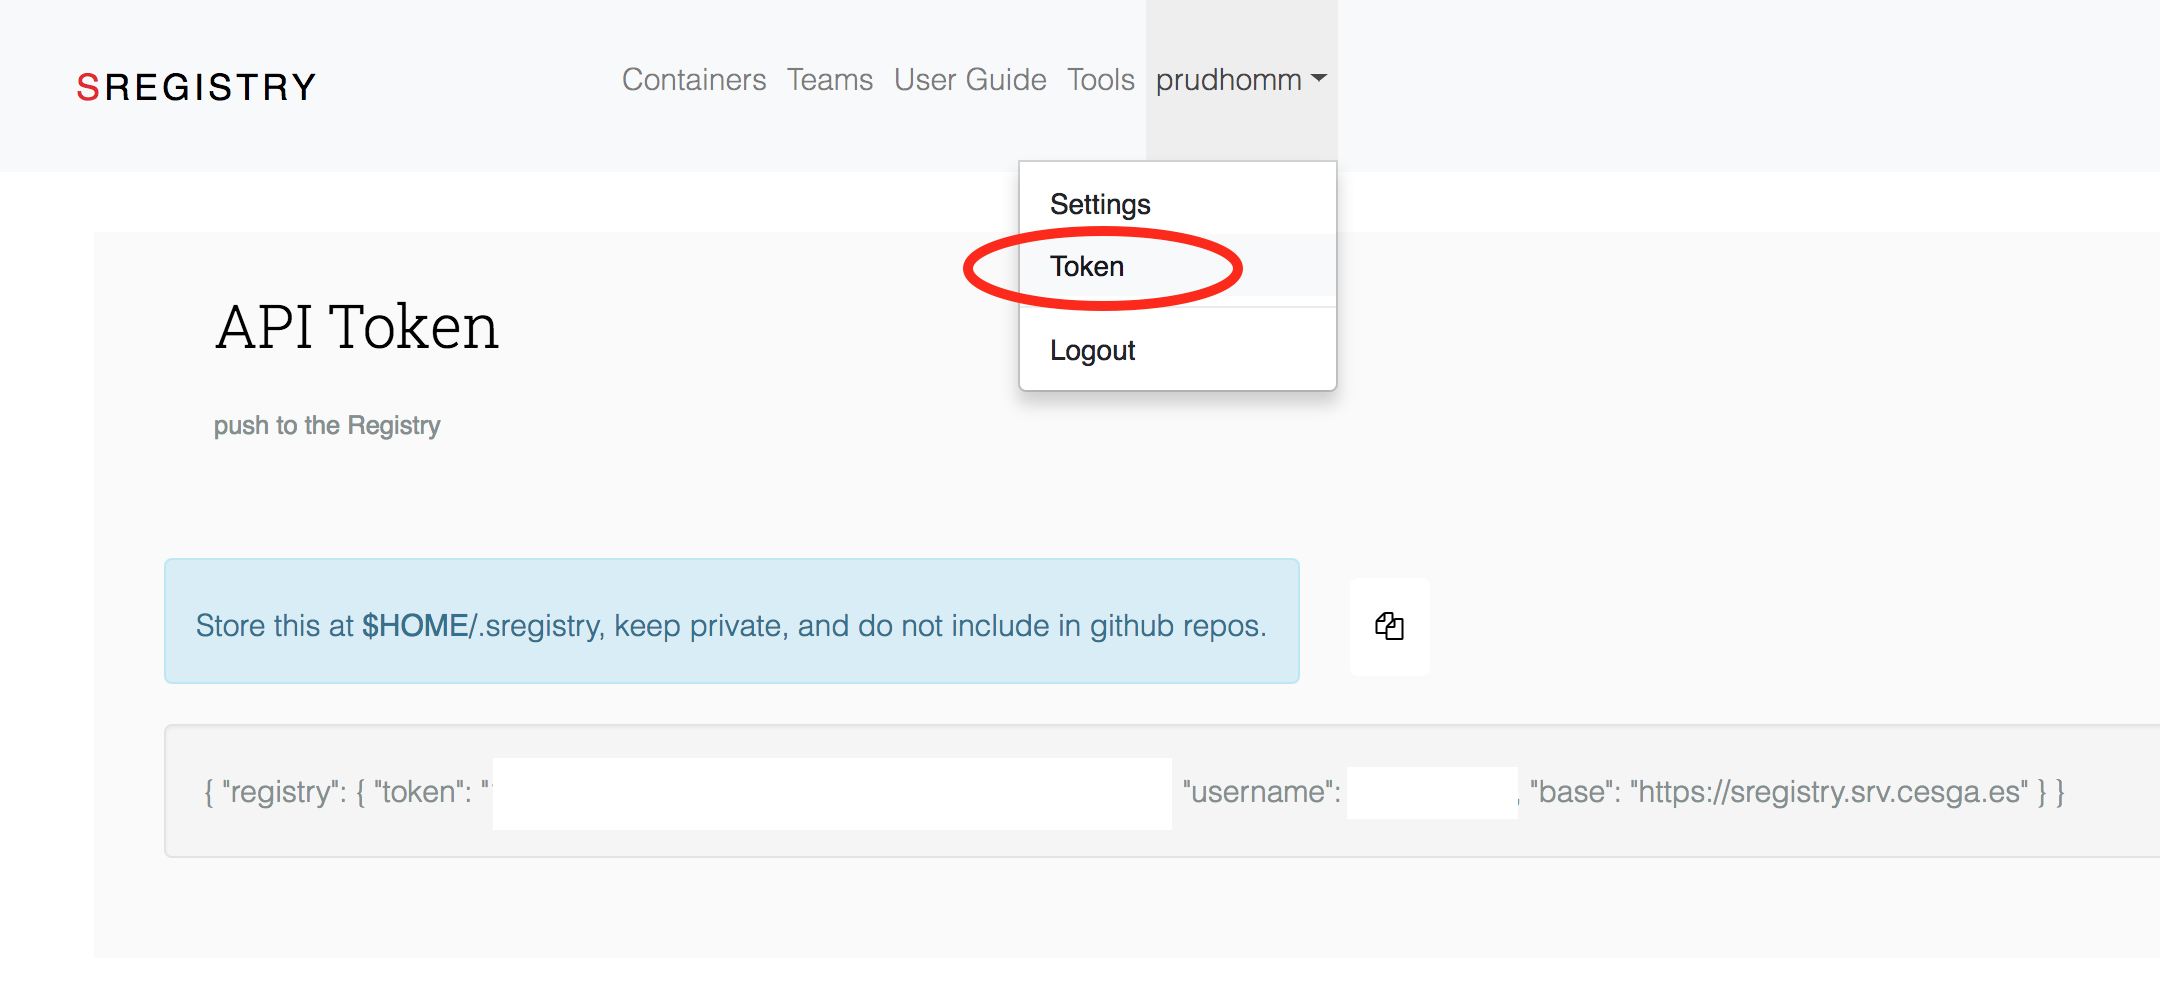 SREGISTRY
Containers Teams User Guide Tools prudhomm
Settings
Token
Logout
API Token
push to the Registry
Store this at $HOME/.sregistry, keep private, and do not include in github repos.
{ "registry": { "token": " "username": , "base": "https://sregistry.srv.cesga.es" } }